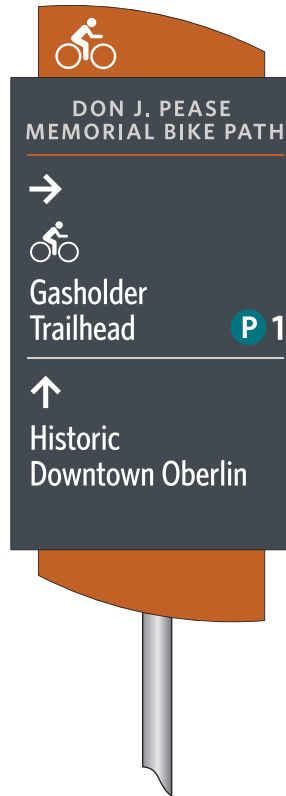 DON J. PEASE
MEMORIAL BIKE PATH
→
Gasholder
Trailhead P 1
↑
Historic
Downtown Oberlin